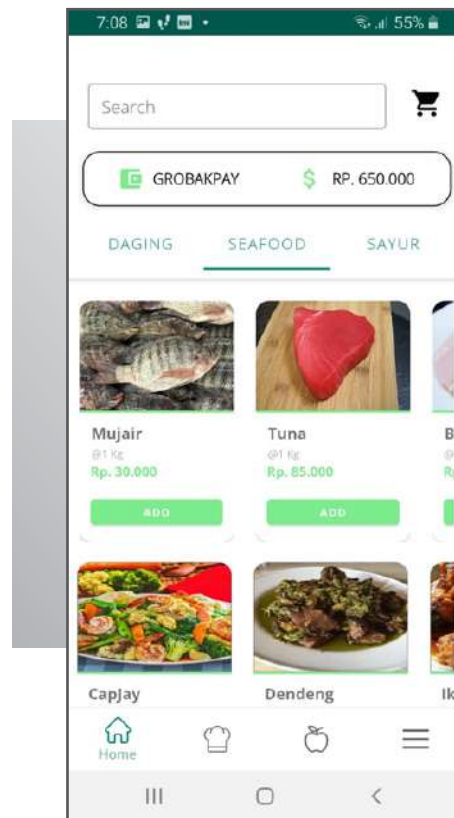 7:08
55%
Search
GROBAKPAY
$
RP. 650.000
DAGING
SEAFOOD
SAYUR
Mujair
@1 Kg
Rp. 30.000
ADD
Tuna
@1 Kg
Rp. 85.000
ADD
B
@
R
CapJay
Dendeng
Ik
Home